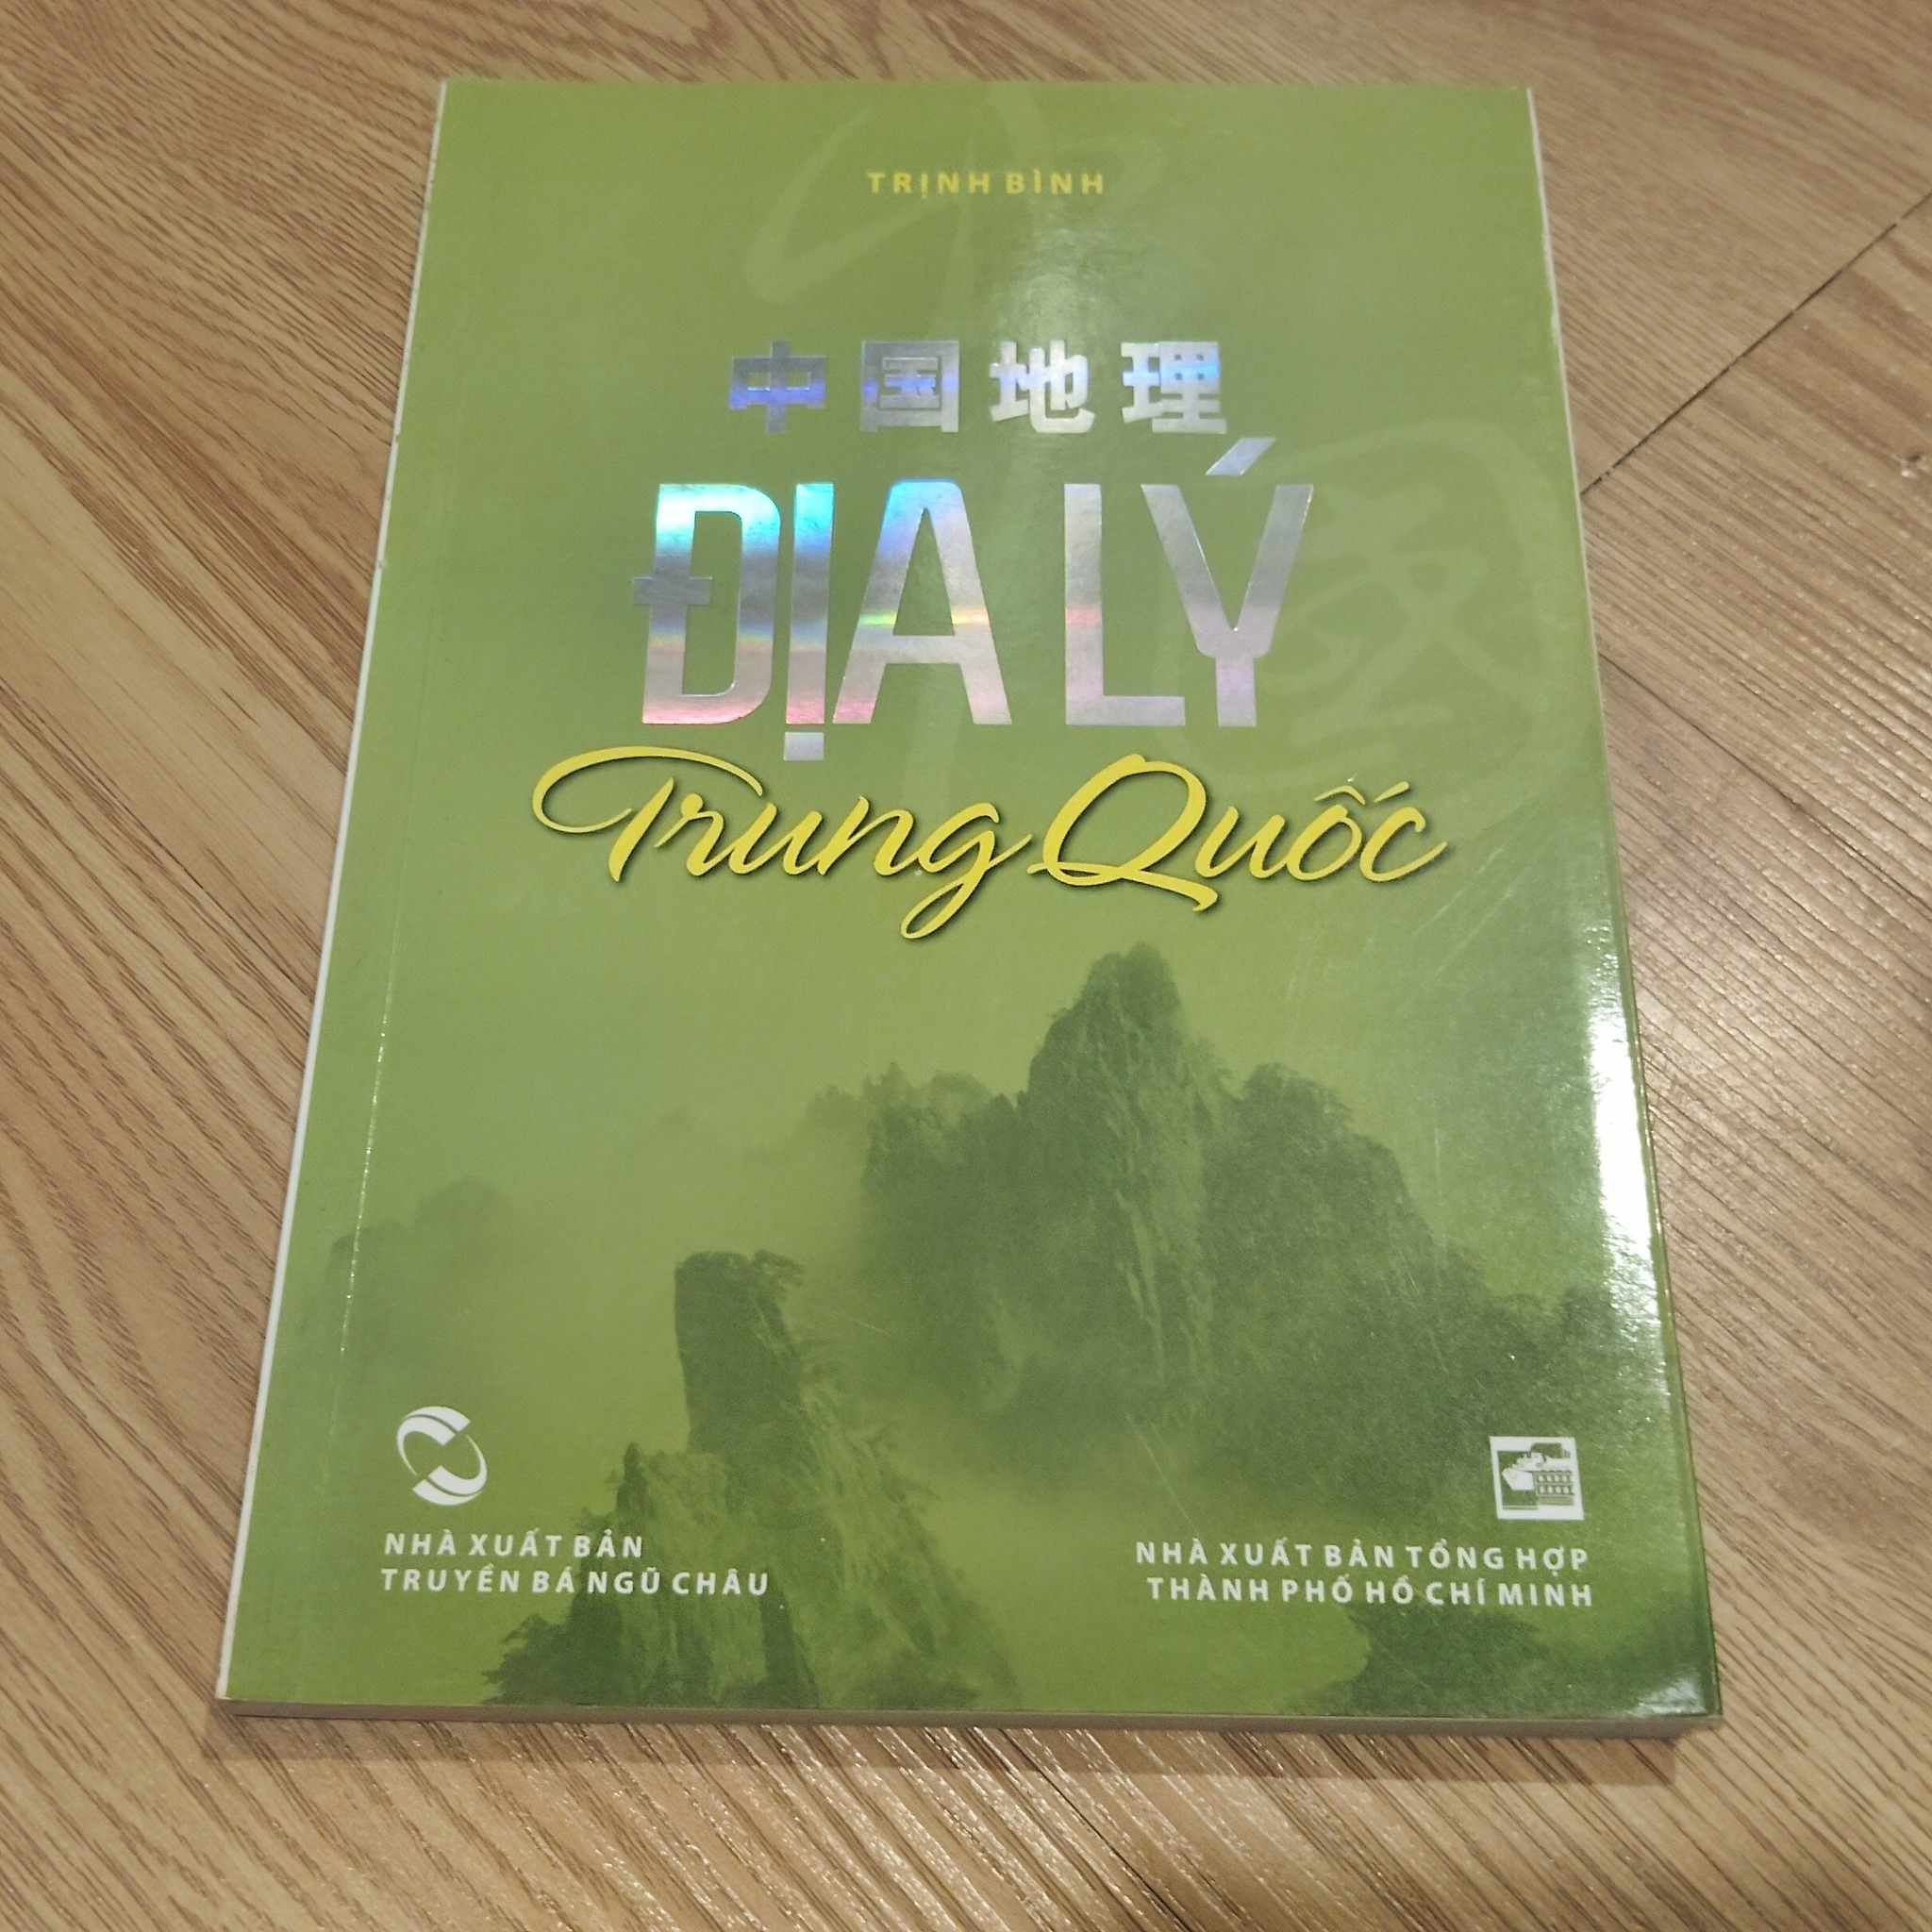 TRỊNH BÌNH
中国地理
ĐỊA LÝ
Trung Quốc
NHÀ XUẤT BẢN
TRUYỀN BÁ NGŨ CHÂU
NHÀ XUẤT BẢN TỔNG HỢP
THÀNH PHỐ HỒ CHÍ MINH